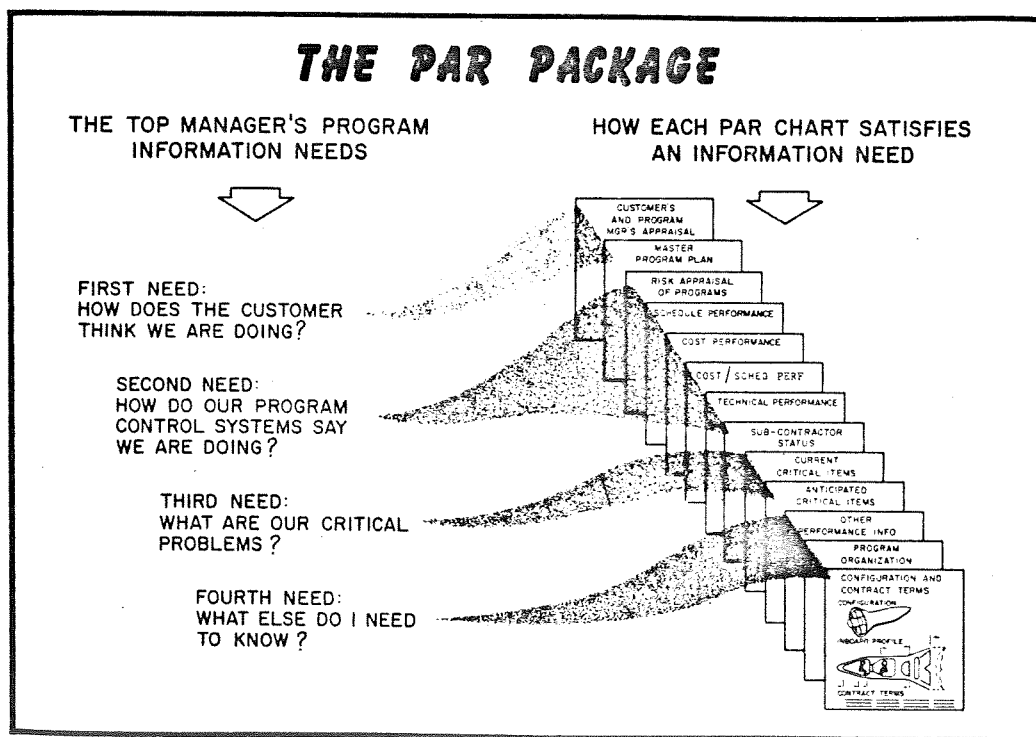 THE PAR PACKAGE
THE TOP MANAGER'S PROGRAM
INFORMATION NEEDS
HOW EACH PAR CHART SATISFIES
AN INFORMATION NEED
FIRST NEED:
HOW DOES THE CUSTOMER
THINK WE ARE DOING?
SECOND NEED:
HOW DO OUR PROGRAM
CONTROL SYSTEMS SAY
WE ARE DOING?
THIRD NEED:
WHAT ARE OUR CRITICAL
PROBLEMS?
FOURTH NEED:
WHAT ELSE DO I NEED
TO KNOW?
CUSTOMER'S
AND PROGRAM
MGR'S APPRAISAL
MASTER
PROGRAM PLAN
RISK APPRAISAL
OF PROGRAMS
SCHEDULE PERFORMANCE
COST PERFORMANCE
COST/SCHED PERF
TECHNICAL PERFORMANCE
SUB-CONTRACTOR
STATUS
CURRENT
CRITICAL ITEMS
ANTICIPATED
CRITICAL ITEMS
OTHER
PERFORMANCE INFO
PROGRAM
ORGANIZATION
CONFIGURATION AND
CONTRACT TERMS
CONFIGURATION
INBOARD PROFILE
CONTRACT TERMS